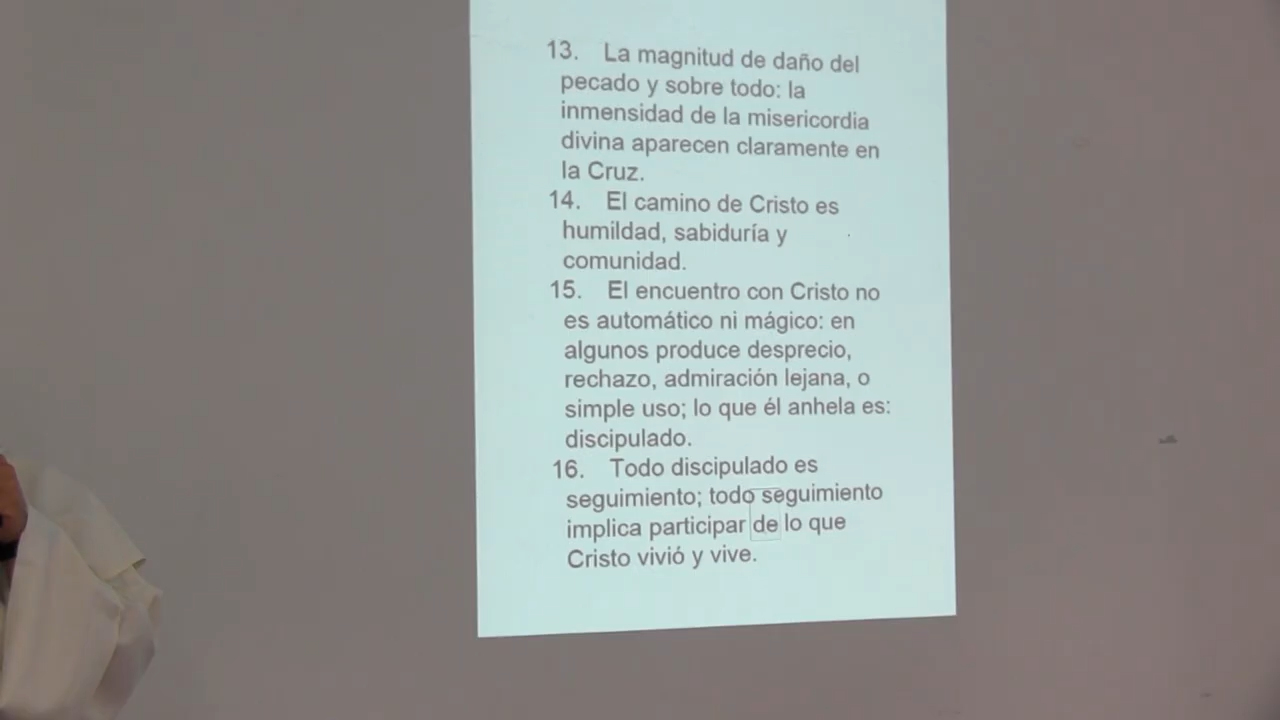 13. La magnitud de daño del
pecado y sobre todo: la
inmensidad de la misericordia
divina aparecen claramente en
la Cruz.
14. El camino de Cristo es
humildad, sabiduría y
comunidad.
15. El encuentro con Cristo no
es automático ni mágico: en
algunos produce desprecio,
rechazo, admiración lejana, o
simple uso; lo que él anhela es:
discipulado.
16. Todo discipulado es
seguimiento; todo seguimiento
implica participar de lo que
Cristo vivió y vive.